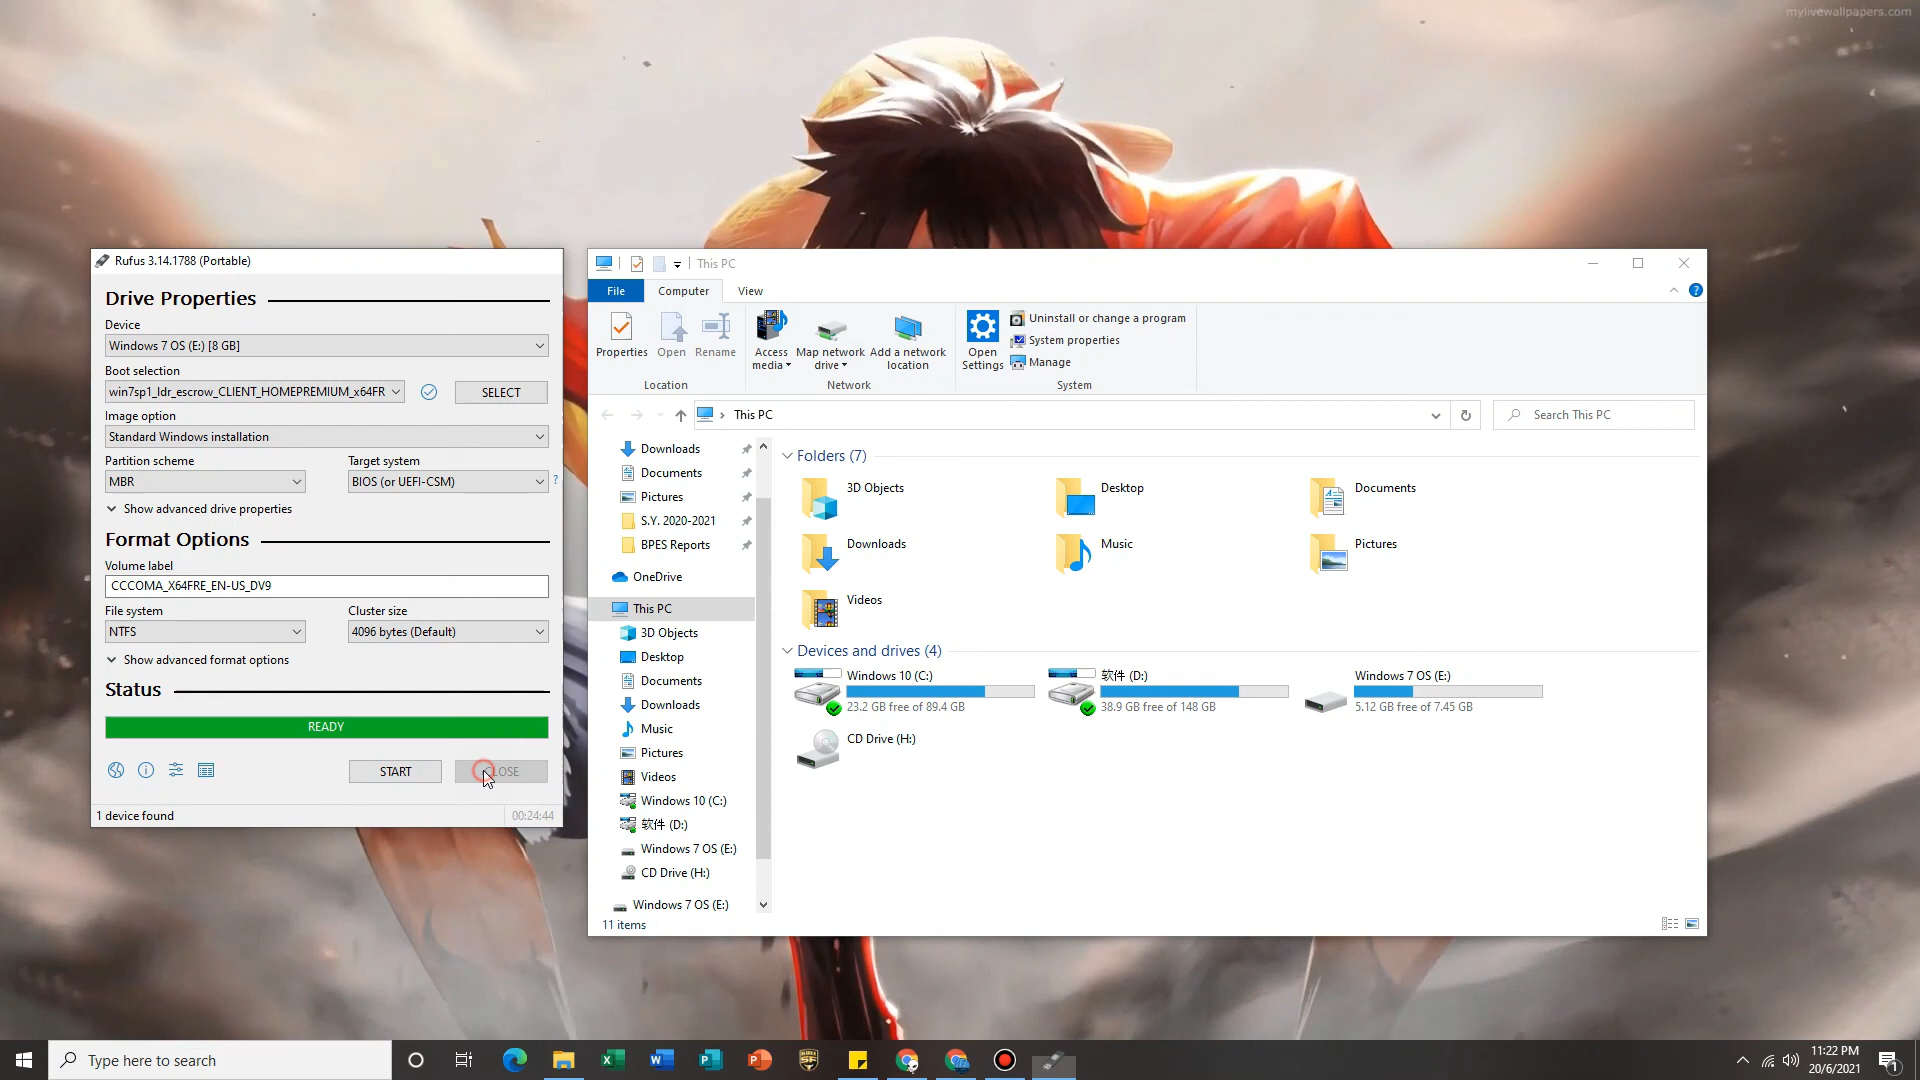 mylivewallpapers.com
Rufus 3.14.1788 (Portable)
Drive Properties
Device
Windows 7 OS (E:) [8 GB]
Boot selection
win7sp1_ldr_escrow_CLIENT_HOMEPREMIUM_x64FR
SELECT
Image option
Standard Windows installation
Partition scheme
Target system
MBR
BIOS (or UEFI-CSM)
?
Show advanced drive properties
Format Options
Volume label
CCCOMA_X64FRE_EN-US_DV9
File system
Cluster size
NTFS
4096 bytes (Default)
Show advanced format options
Status
READY
START
CLOSE
1 device found
00:24:44
This PC
File
Computer
View
Properties
Open
Rename
Location
Access media
Map network drive
Add a network location
Network
Open Settings
Uninstall or change a program
System properties
Manage
System
This PC
Search This PC
Downloads
Documents
Pictures
S.Y. 2020-2021
BPES Reports
OneDrive
This PC
3D Objects
Desktop
Documents
Downloads
Music
Pictures
Videos
Windows 10 (C:)
软件 (D:)
Windows 7 OS (E:)
CD Drive (H:)
Windows 7 OS (E:)
Folders (7)
3D Objects
Desktop
Documents
Downloads
Music
Pictures
Videos
Devices and drives (4)
Windows 10 (C:)
23.2 GB free of 89.4 GB
软件 (D:)
38.9 GB free of 148 GB
Windows 7 OS (E:)
5.12 GB free of 7.45 GB
CD Drive (H:)
11 items
Type here to search
11:22 PM
20/6/2021
1